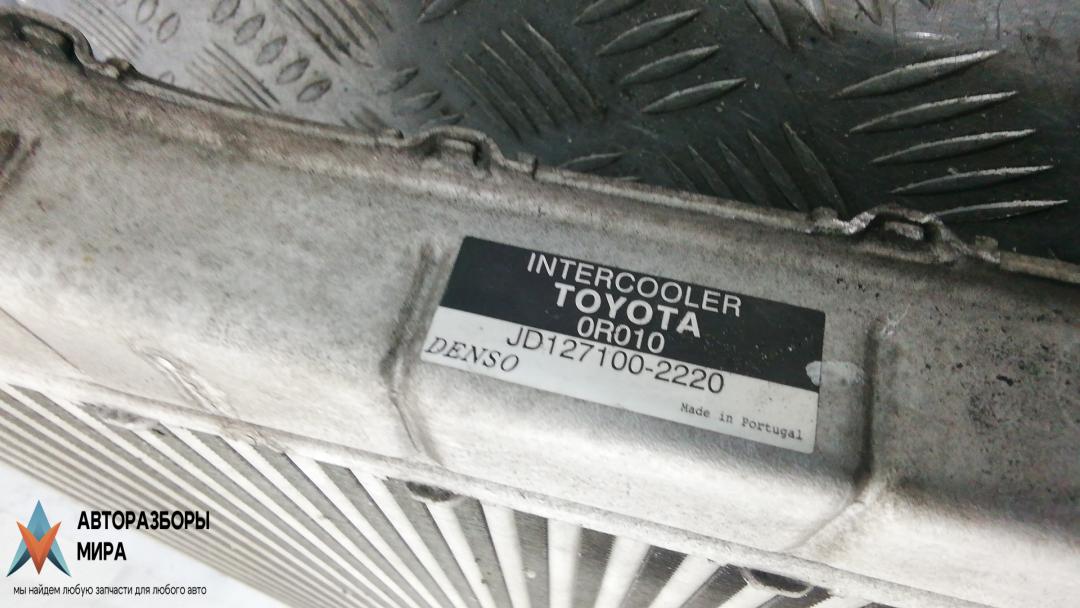 INTERCOOLER
TOYOTA
0R010
JD127100-2220
DENSO
Made in Portugal
АВТОРАЗБОРЫ
МИРА
мы найдем любую запчасти для любого авто